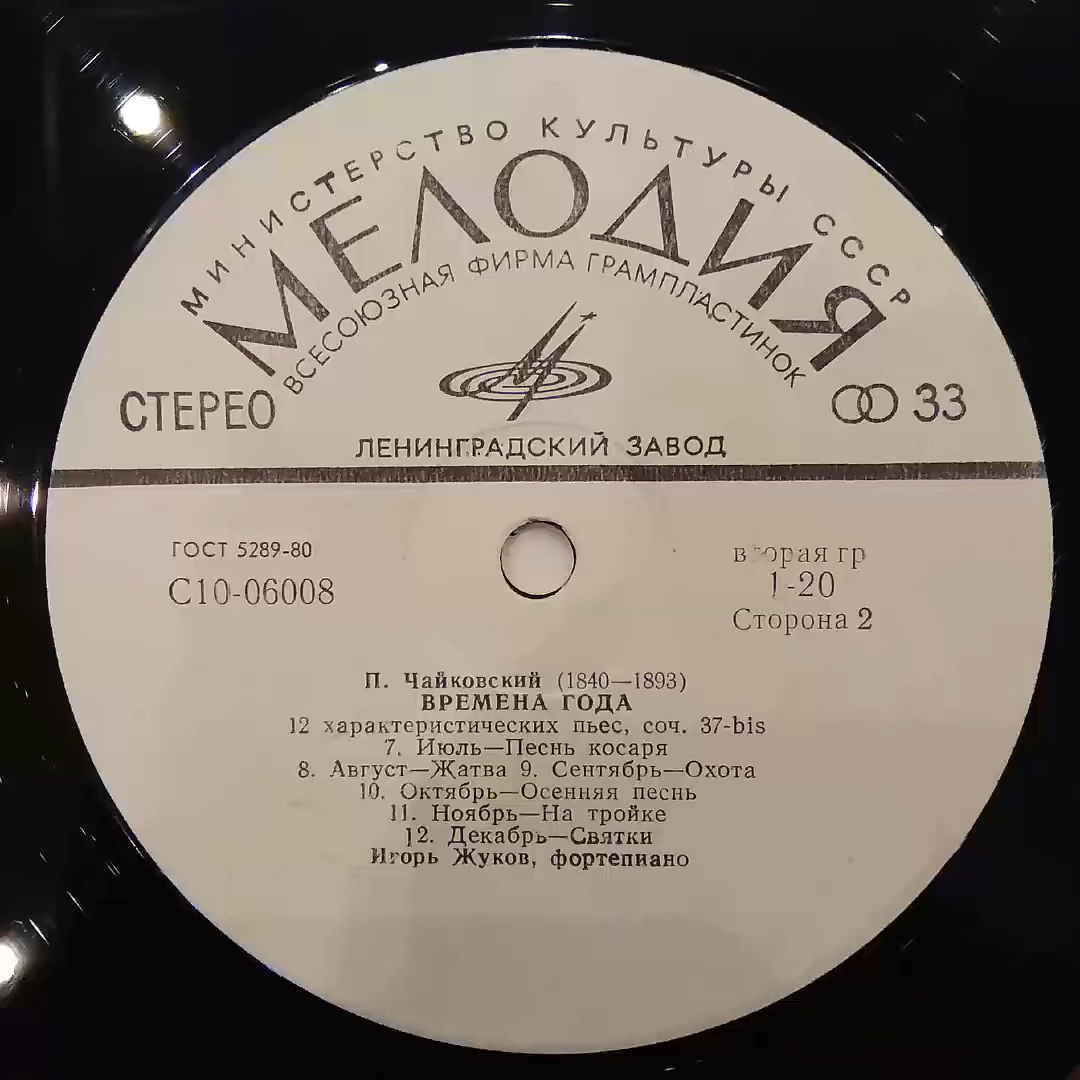 МИНИСТЕРСТВО КУЛЬТУРЫ СССР
МЕЛОДИЯ
ВСЕСОЮЗНАЯ ФИРМА ГРАМПЛАСТИНОК
СТЕРЕО
33
ЛЕНИНГРАДСКИЙ ЗАВОД
ГОСТ 5289-80
С10-06008
вторая гр
1-20
Сторона 2
П. Чайковский (1840—1893)
ВРЕМЕНА ГОДА
12 характеристических пьес, соч. 37-bis
7. Июль—Песнь косаря
8. Август—Жатва 9. Сентябрь—Охота
10. Октябрь—Осенняя песнь
11. Ноябрь—На тройке
12. Декабрь—Святки
Игорь Жуков, фортепиано